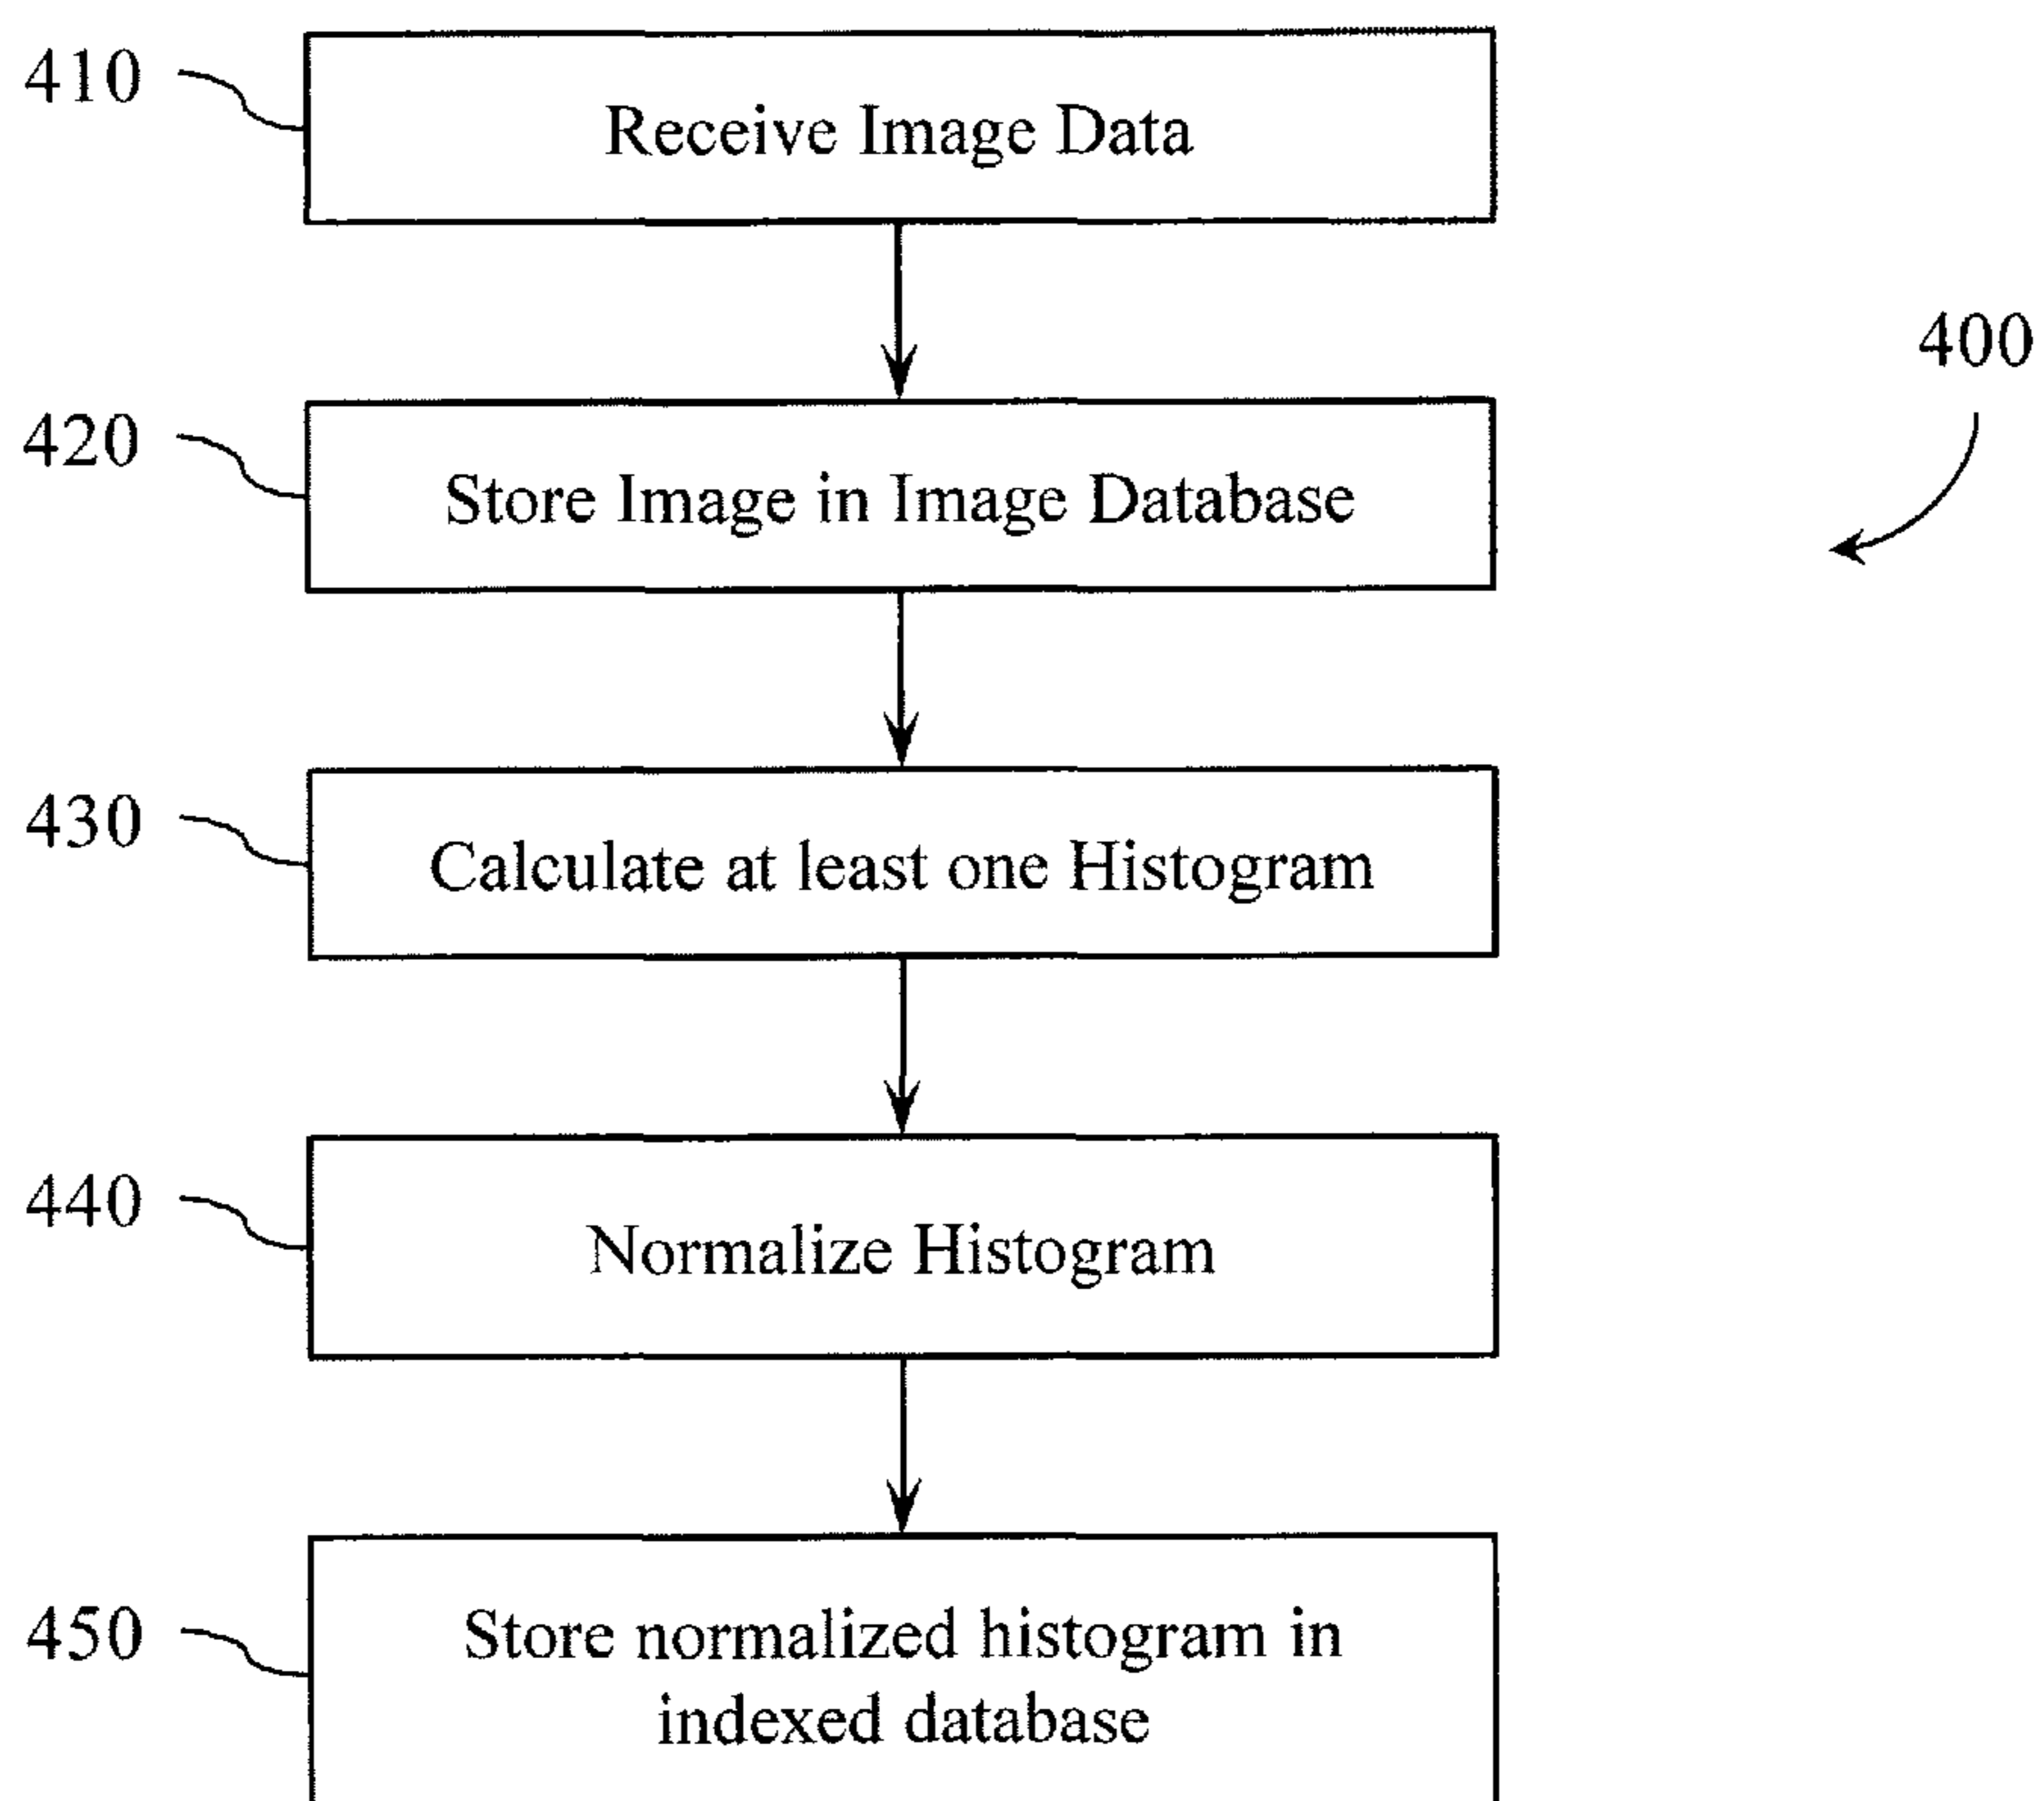 410
Receive Image Data
400
420
Store Image in Image Database
430
Calculate at least one Histogram
440
Normalize Histogram
450
Store normalized histogram in
indexed database